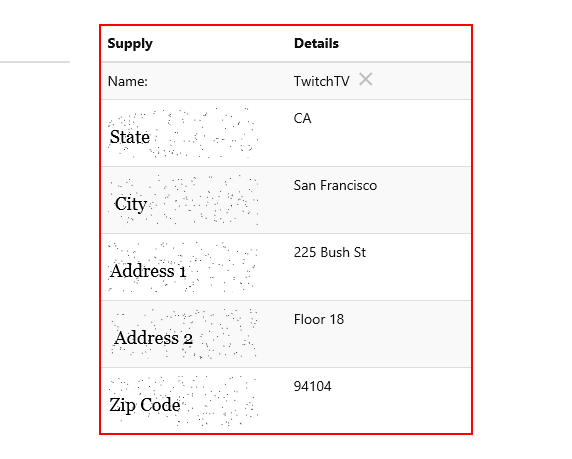 Supply Details
Name: TwitchTV
State CA
City San Francisco
Address 1 225 Bush St
Address 2 Floor 18
Zip Code 94104